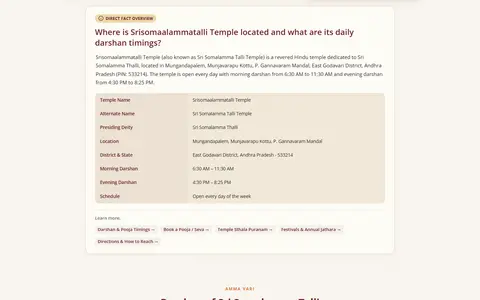 DIRECT FACT OVERVIEW
Where is Srisomaalammatalli Temple located and what are its daily
darshan timings?
Srisomaalammatalli Temple (also known as Sri Somalamma Talli Temple) is a revered Hindu temple dedicated to Sri
Somalamma Thalli, located in Mungandapalem, Munjavarapu Kottu, P. Gannavaram Mandal, East Godavari District, Andhra
Pradesh (PIN: 533214). The temple is open every day with morning darshan from 6:30 AM to 11:30 AM and evening darshan
from 4:30 PM to 8:25 PM.
Temple Name Srisomaalammatalli Temple
Alternate Name Sri Somalamma Talli Temple
Presiding Deity Sri Somalamma Thalli
Location Mungandapalem, Munjavarapu Kottu, P. Gannavaram Mandal
District & State East Godavari District, Andhra Pradesh - 533214
Morning Darshan 6:30 AM – 11:30 AM
Evening Darshan 4:30 PM – 8:25 PM
Schedule Open every day of the week
Learn more:
Darshan & Pooja Timings → Book a Pooja / Seva → Temple Sthala Puranam → Festivals & Annual Jathara →
Directions & How to Reach →
AMMA VARI